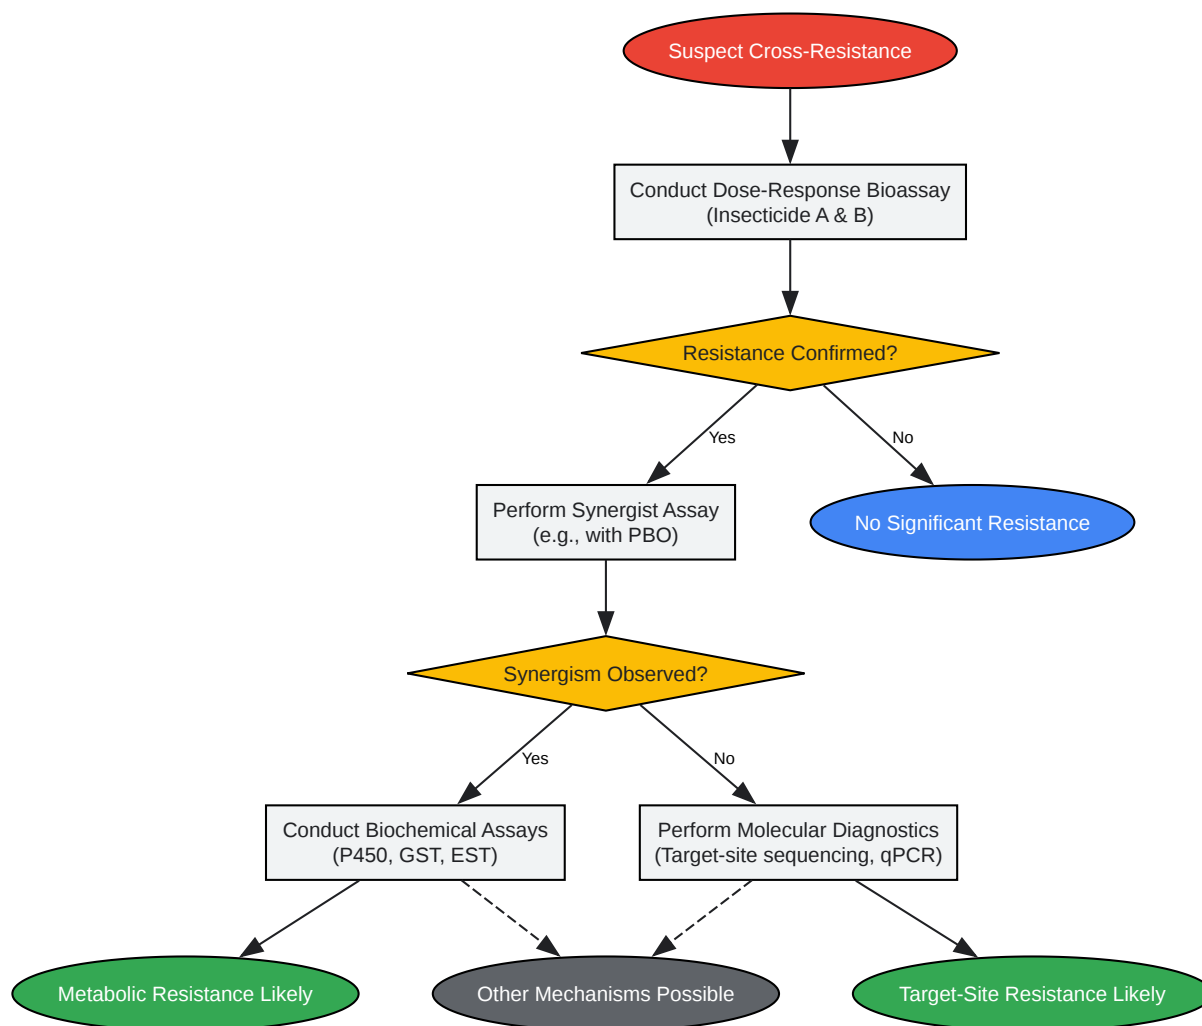 Suspect Cross-Resistance
Conduct Dose-Response Bioassay
(Insecticide A & B)
Resistance Confirmed?
Yes
No
Perform Synergist Assay
(e.g., with PBO)
No Significant Resistance
Synergism Observed?
Yes
No
Conduct Biochemical Assays
(P450, GST, EST)
Perform Molecular Diagnostics
(Target-site sequencing, qPCR)
Metabolic Resistance Likely
Other Mechanisms Possible
Target-Site Resistance Likely